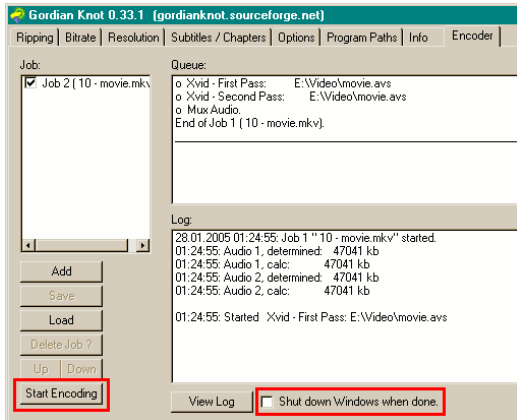 Gordian Knot 0.33.1 (gordianknot.sourceforge.net)
Ripping Bitrate Resolution Subtitles / Chapters Options Program Paths Info Encoder
Job:
Job 2 ( 10 - movie.mkv
Add
Save
Load
Delete Job ?
Up Down
Start Encoding
Queue:
o Xvid - First Pass: E:\Video\movie.avs
o Xvid - Second Pass: E:\Video\movie.avs
o Mux Audio.
End of Job 1 ( 10 - movie.mkv).
Log:
28.01.2005 01:24:55: Job 1 " 10 - movie.mkv" started.
01:24:55: Audio 1, determined: 47041 kb
01:24:55: Audio 1, calc: 47041 kb
01:24:55: Audio 2, determined: 47041 kb
01:24:55: Audio 2, calc: 47041 kb
01:24:55: Started Xvid - First Pass: E:\Video\movie.avs
View Log
Shut down Windows when done.